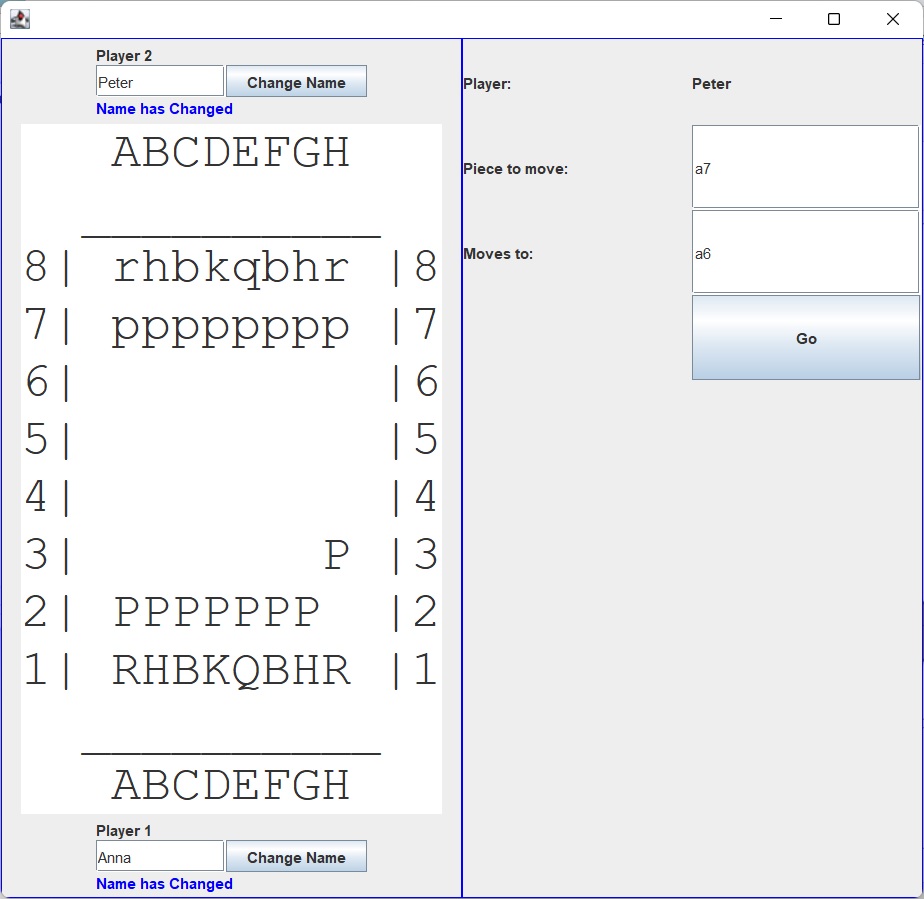 Player 2
Peter Change Name
Name has Changed
ABCDEFGH
__________
8| rhbkqbhr |8
7| pppppppp |7
6| |6
5| |5
4| |4
3| P |3
2| PPPPPPP |2
1| RHBKQBHR |1
__________
ABCDEFGH
Player 1
Anna Change Name
Name has Changed
Player: Peter
Piece to move: a7
Moves to: a6
Go